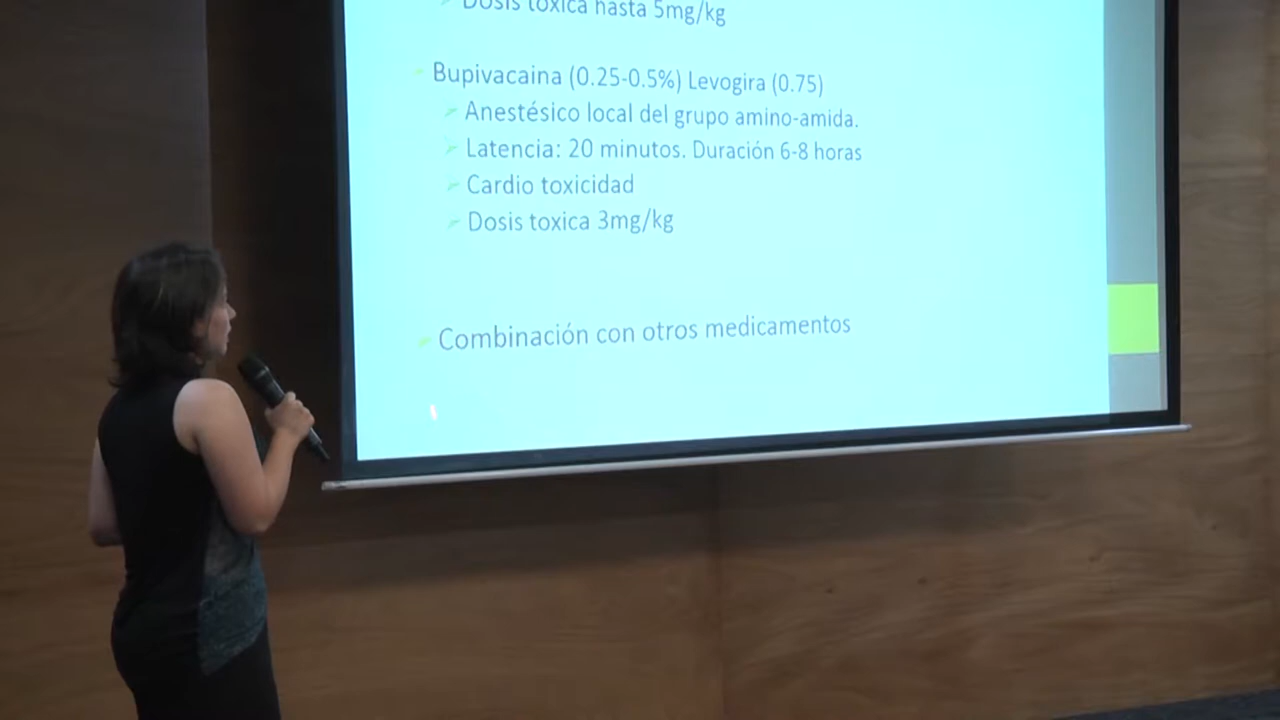 Dosis toxica hasta 5mg/kg
Bupivacaina (0.25-0.5%) Levogira (0.75)
Anestésico local del grupo amino-amida.
Latencia: 20 minutos. Duración 6-8 horas
Cardio toxicidad
Dosis toxica 3mg/kg
Combinación con otros medicamentos